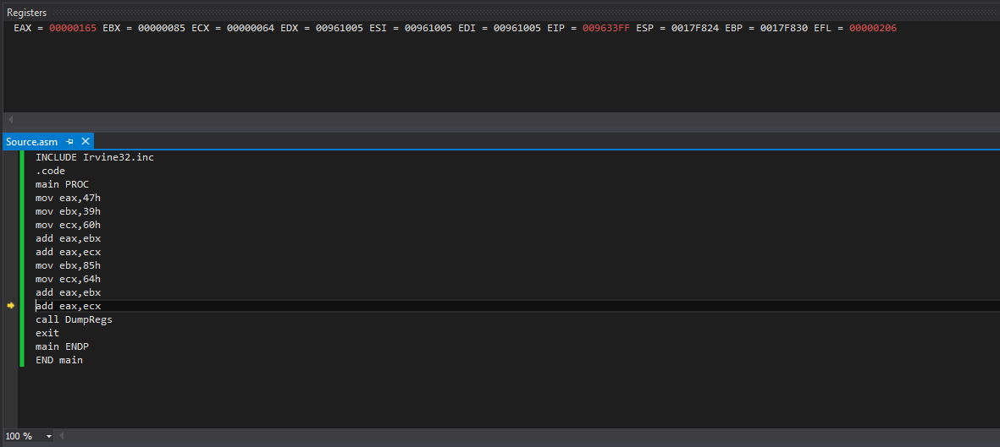 Registers
EAX = 00000165 EBX = 00000085 ECX = 00000064 EDX = 00961005 ESI = 00961005 EDI = 00961005 EIP = 009633FF ESP = 0017F824 EBP = 0017F830 EFL = 00000206
Source.asm
INCLUDE Irvine32.inc
.code
main PROC
mov eax,47h
mov ebx,39h
mov ecx,60h
add eax,ebx
add eax,ecx
mov ebx,85h
mov ecx,64h
add eax,ebx
add eax,ecx
call DumpRegs
exit
main ENDP
END main
100 %